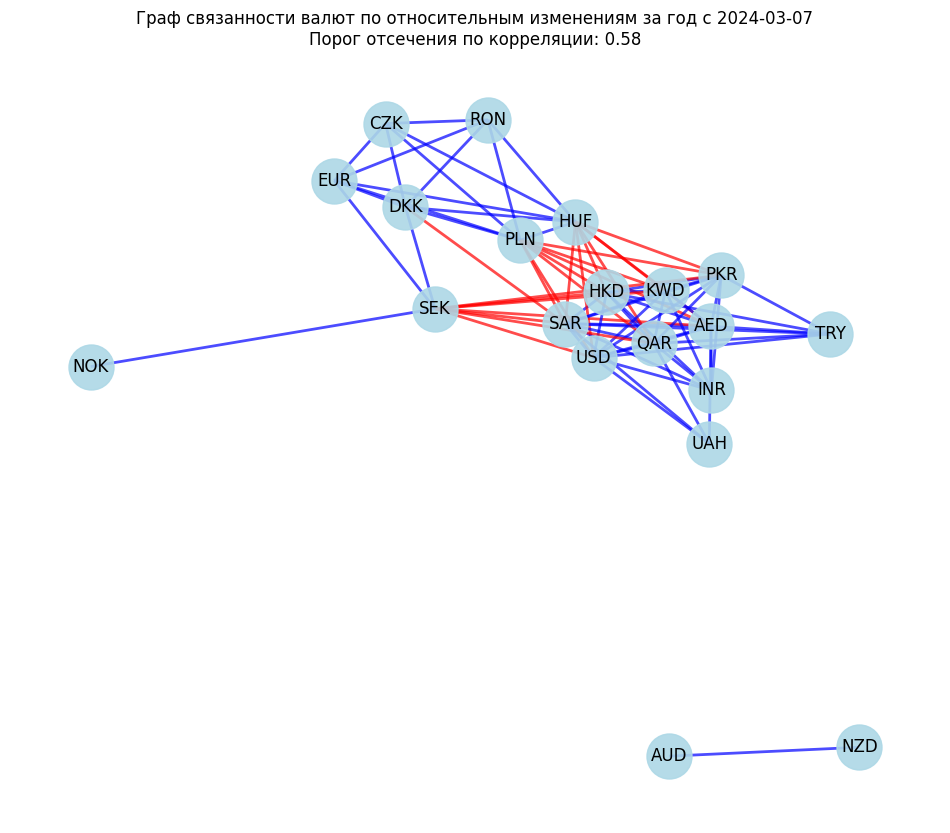 Граф связанности валют по относительным изменениям за год с 2024-03-07
Порог отсечения по корреляции: 0.58
CZK
RON
EUR
DKK
HUF
PLN
PKR
HKD
KWD
SEK
SAR
AED
TRY
QAR
USD
NOK
INR
UAH
AUD
NZD